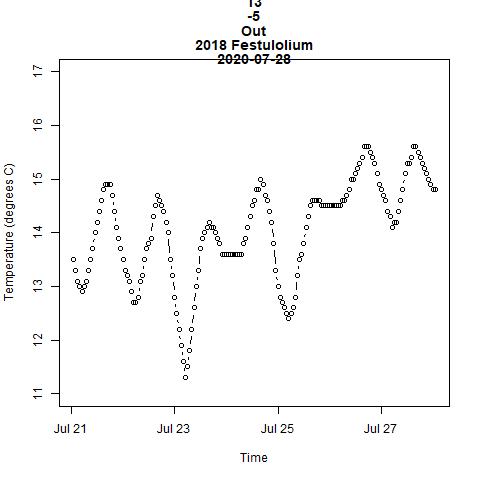 13
-5
Out
2018 Festulolium
2020-07-28
Temperature (degrees C)
17
16
15
14
13
12
11
Jul 21
Jul 23
Jul 25
Jul 27
Time